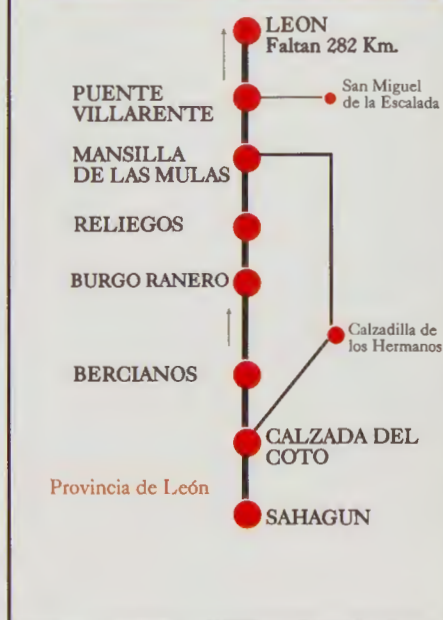 LEON
Faltan 282 Km.
PUENTE
VILLARENTE
San Miguel
de la Escalada
MANSILLA
DE LAS MULAS
RELIEGOS
BURGO RANERO
Calzadilla de
los Hermanos
BERCIANOS
CALZADA DEL
COTO
Provincia de León
SAHAGUN